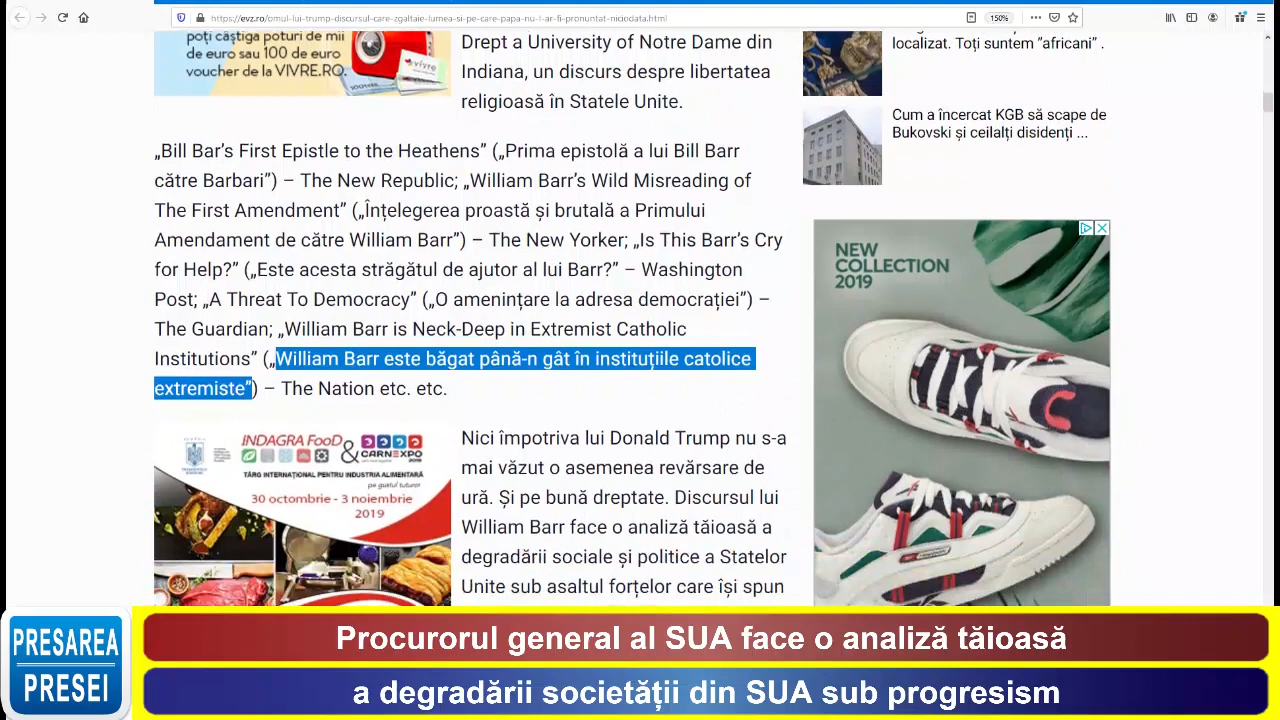 https://evz.ro/omul-lui-trump-discursul-care-zgaltaie-lumea-si-pe-care-papa-nu-l-ar-fi-pronuntat-niciodata.html
150%
poți câștiga poturi de mii
de euro sau 100 de euro
voucher de la VIVRE.RO.
vivre
Drept a University of Notre Dame din
Indiana, un discurs despre libertatea
religioasă în Statele Unite.
„Bill Bar’s First Epistle to the Heathens” („Prima epistolă a lui Bill Barr
către Barbari”) – The New Republic; „William Barr’s Wild Misreading of
The First Amendment” („Înțelegerea proastă și brutală a Primului
Amendament de către William Barr”) – The New Yorker; „Is This Barr’s Cry
for Help?” („Este acesta străgătul de ajutor al lui Barr?” – Washington
Post; „A Threat To Democracy” („O amenințare la adresa democrației”) –
The Guardian; „William Barr is Neck-Deep in Extremist Catholic
Institutions” („William Barr este băgat până-n gât în instituțiile catolice
extremiste”) – The Nation etc. etc.
INDAGRA FooD & CARNEXPO
2019
TÂRG INTERNAȚIONAL PENTRU INDUSTRIA ALIMENTARĂ
pe gustul tuturor!
30 octombrie - 3 noiembrie
2019
Nici împotriva lui Donald Trump nu s-a
mai văzut o asemenea revărsare de
ură. Și pe bună dreptate. Discursul lui
William Barr face o analiză tăioasă a
degradării sociale și politice a Statelor
Unite sub asaltul forțelor care își spun
localizat. Toți suntem ”africani” .
Cum a încercat KGB să scape de
Bukovski și ceilalți disidenți ...
NEW
COLLECTION
2019
PRESAREA
PRESEI
Procurorul general al SUA face o analiză tăioasă
a degradării societății din SUA sub progresism